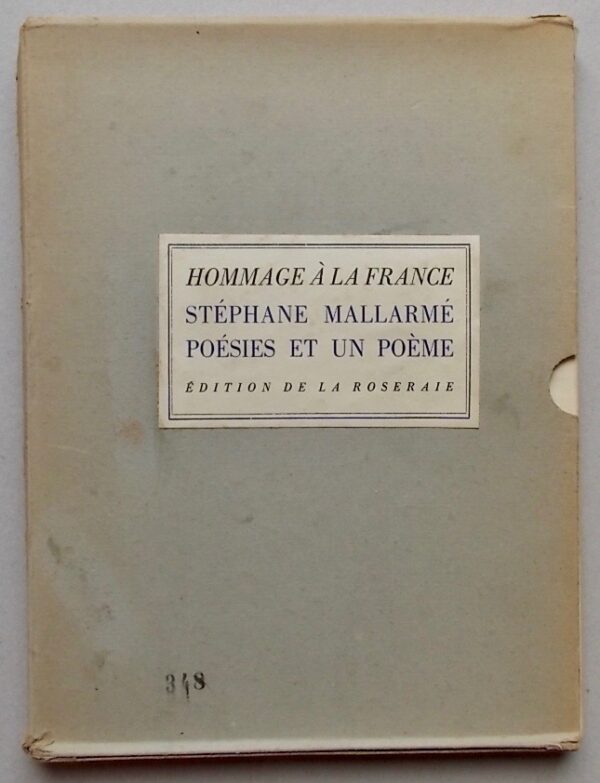 HOMMAGE À LA FRANCE
STÉPHANE MALLARMÉ
POÉSIES ET UN POÈME
ÉDITION DE LA ROSERAIE
348